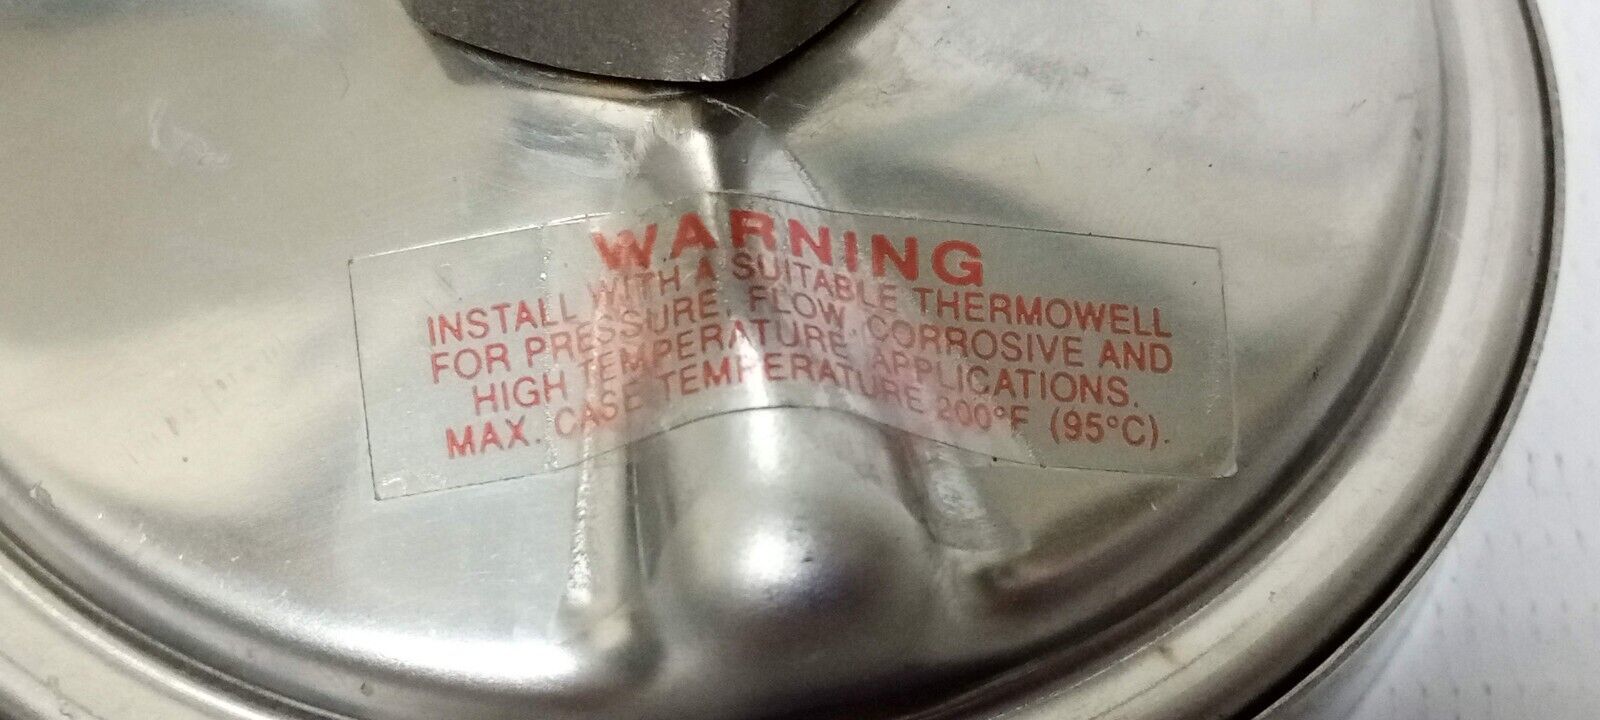 WARNING
INSTALL WITH A SUITABLE THERMOWELL
FOR PRESSURE, FLOW, CORROSIVE AND
HIGH TEMPERATURE APPLICATIONS.
MAX. CASE TEMPERATURE 200°F (95°C).